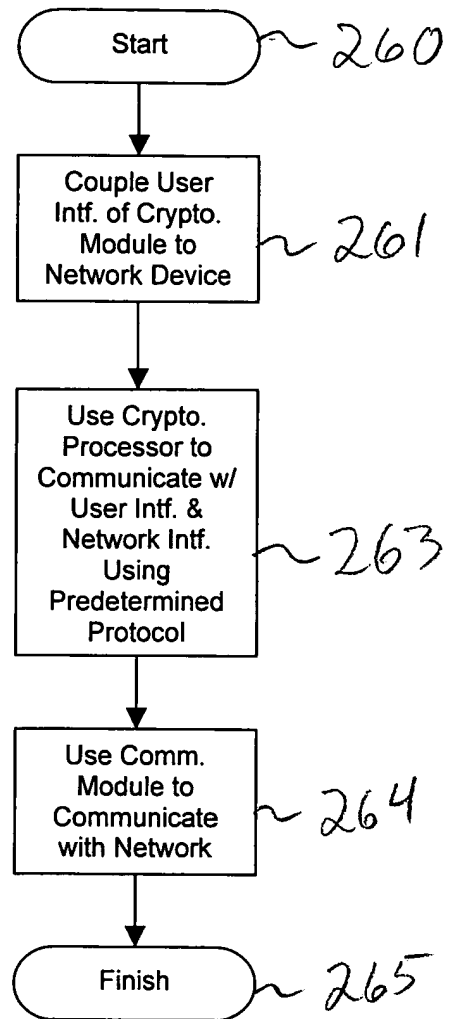 Start
260
Couple User
Intf. of Crypto.
Module to
Network Device
261
Use Crypto.
Processor to
Communicate w/
User Intf. &
Network Intf.
Using
Predetermined
Protocol
263
Use Comm.
Module to
Communicate
with Network
264
Finish
265